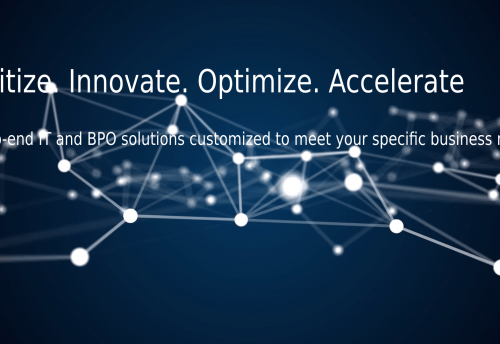 itize. Innovate. Optimize. Accelerate
-end IT and BPO solutions customized to meet your specific business